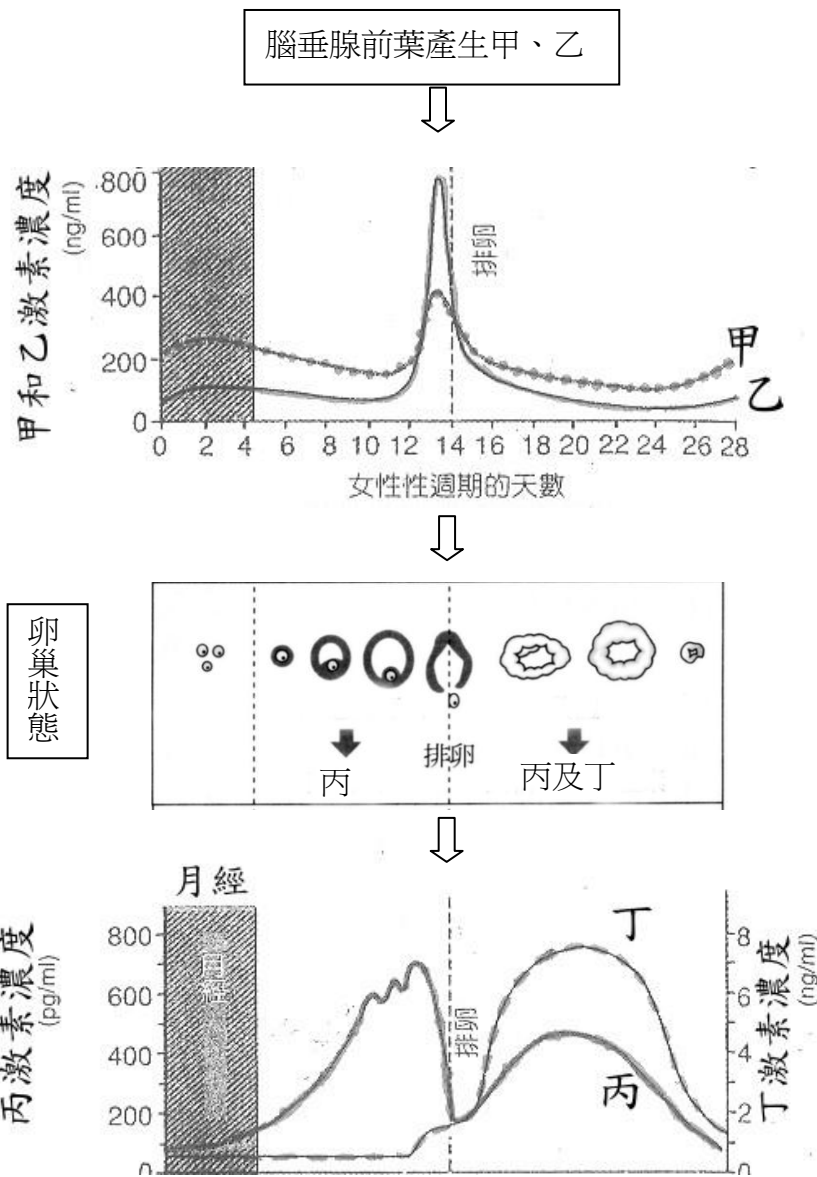 腦垂腺前葉產生甲、乙
甲和乙激素濃度
(ng/ml)
800
600
400
200
0
排卵
甲
乙
0 2 4 6 8 10 12 14 16 18 20 22 24 26 28
女性性週期的天數
卵巢狀態
丙
排卵
丙及丁
月經
丙激素濃度
(pg/ml)
800
600
400
200
0
排卵
丁
丙
8
6
4
2
0
丁激素濃度
(ng/ml)